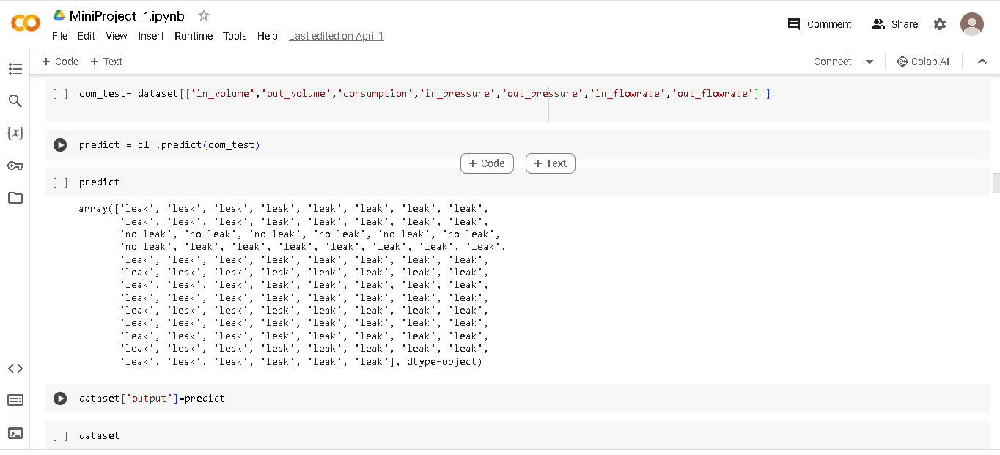 MiniProject_1.ipynb
File Edit View Insert Runtime Tools Help Last edited on April 1
Comment Share
+ Code + Text
Connect Colab AI
[ ] com_test= dataset[['in_volume','out_volume','consumption','in_pressure','out_pressure','in_flowrate','out_flowrate'] ]
{x}
predict = clf.predict(com_test)
+ Code + Text
[ ] predict
array(['leak', 'leak', 'leak', 'leak', 'leak', 'leak', 'leak', 'leak',
'leak', 'leak', 'leak', 'leak', 'leak', 'leak', 'leak', 'leak',
'no leak', 'no leak', 'no leak', 'no leak', 'no leak', 'no leak',
'no leak', 'leak', 'leak', 'leak', 'leak', 'leak', 'leak', 'leak',
'leak', 'leak', 'leak', 'leak', 'leak', 'leak', 'leak', 'leak',
'leak', 'leak', 'leak', 'leak', 'leak', 'leak', 'leak', 'leak',
'leak', 'leak', 'leak', 'leak', 'leak', 'leak', 'leak', 'leak',
'leak', 'leak', 'leak', 'leak', 'leak', 'leak', 'leak', 'leak',
'leak', 'leak', 'leak', 'leak', 'leak', 'leak', 'leak', 'leak',
'leak', 'leak', 'leak', 'leak', 'leak', 'leak', 'leak', 'leak',
'leak', 'leak', 'leak', 'leak', 'leak', 'leak', 'leak', 'leak',
'leak', 'leak', 'leak', 'leak', 'leak', 'leak', 'leak', 'leak',
'leak', 'leak', 'leak', 'leak', 'leak', 'leak'], dtype=object)
dataset['output']=predict
[ ] dataset